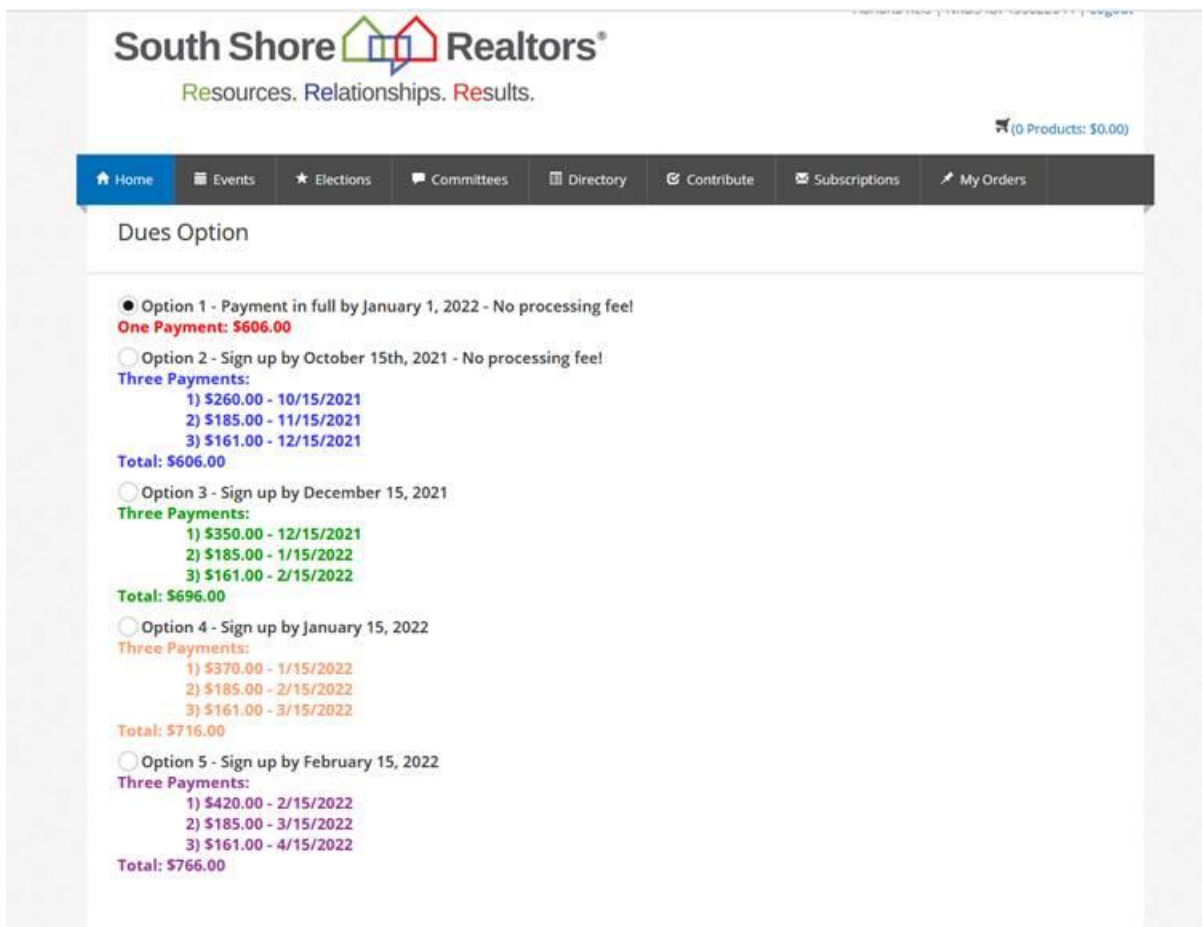 South Shore Realtors®
Resources. Relationships. Results.
(0 Products: $0.00)
Home Events Elections Committees Directory Contribute Subscriptions My Orders
Dues Option
Option 1 - Payment in full by January 1, 2022 - No processing fee!
One Payment: $606.00
Option 2 - Sign up by October 15th, 2021 - No processing fee!
Three Payments:
1) $260.00 - 10/15/2021
2) $185.00 - 11/15/2021
3) $161.00 - 12/15/2021
Total: $606.00
Option 3 - Sign up by December 15, 2021
Three Payments:
1) $350.00 - 12/15/2021
2) $185.00 - 1/15/2022
3) $161.00 - 2/15/2022
Total: $696.00
Option 4 - Sign up by January 15, 2022
Three Payments:
1) $370.00 - 1/15/2022
2) $185.00 - 2/15/2022
3) $161.00 - 3/15/2022
Total: $716.00
Option 5 - Sign up by February 15, 2022
Three Payments:
1) $420.00 - 2/15/2022
2) $185.00 - 3/15/2022
3) $161.00 - 4/15/2022
Total: $766.00